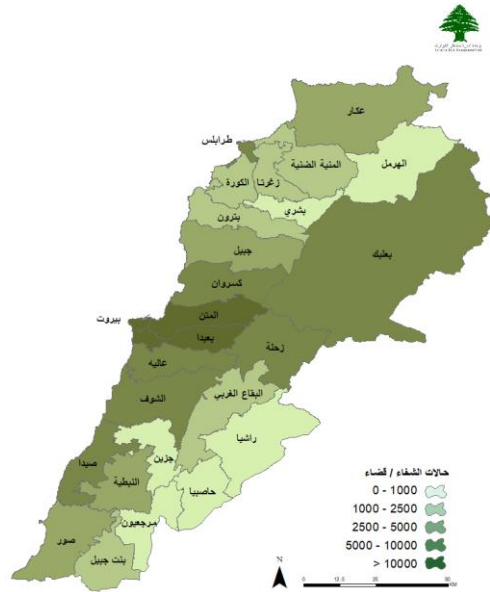 عكار
طرابلس
المنية الضنية
الهرمل
زغرتا
الكورة
بشري
بترون
بعلبك
جبيل
كسروان
المتن
بيروت
بعبدا
زحلة
عاليه
البقاع الغربي
الشوف
راشيا
جزين
صيدا
النبطية
حاصبيا
مرجعيون
صور
بنت جبيل
حالات الشفاء / قضاء
0 - 1000
1000 - 2500
2500 - 5000
5000 - 10000
> 10000
N